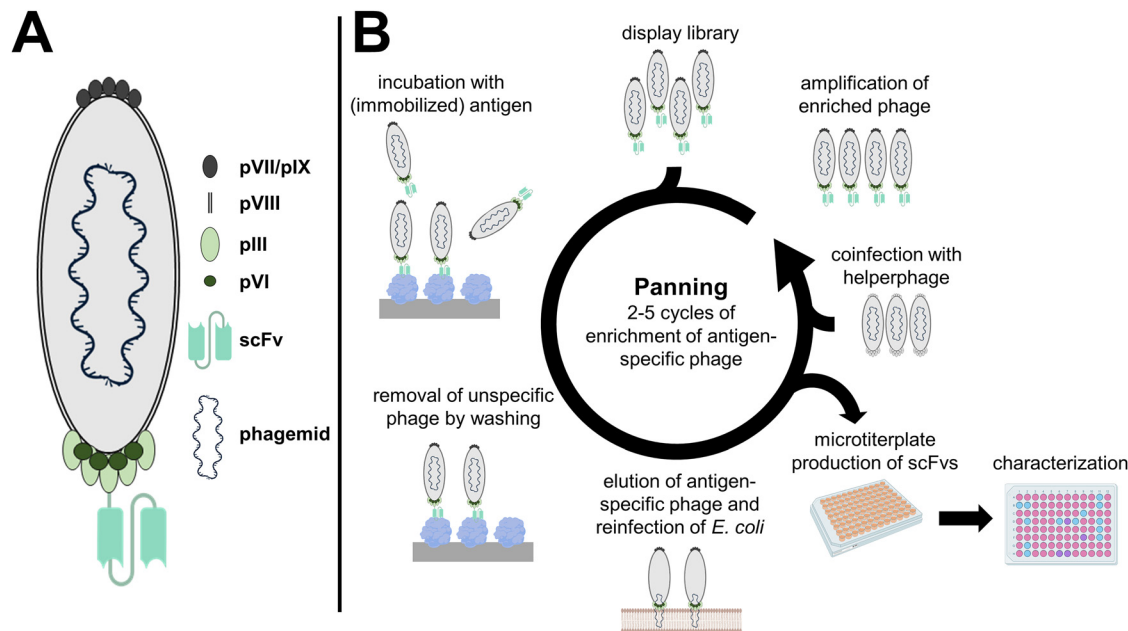 A
pVII/pIX
pVIII
pIII
pVI
scFv
phagemid
B
display library
incubation with
(immobilized) antigen
amplification of
enriched phage
coinfection with
helperphage
Panning
2-5 cycles of
enrichment of antigen-
specific phage
removal of unspecific
phage by washing
elution of antigen-
specific phage and
reinfection of E. coli
microtiterplate
production of scFvs
characterization